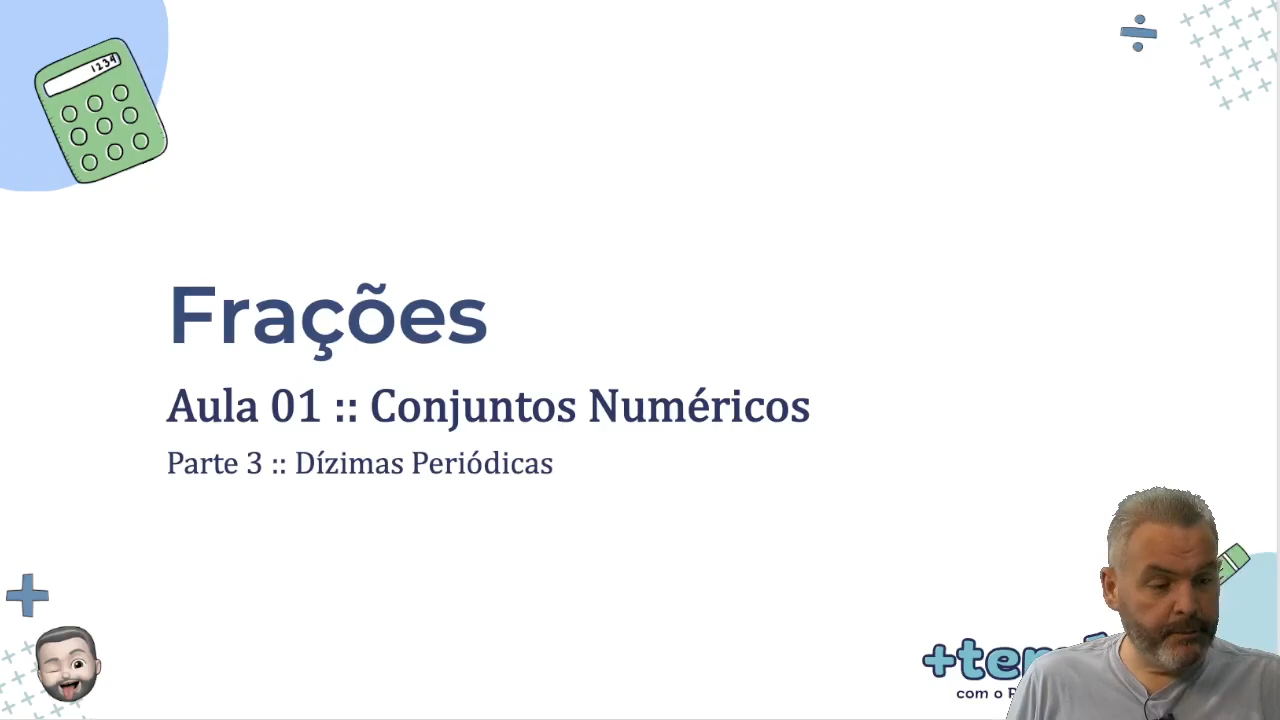 1234
Frações
Aula 01 :: Conjuntos Numéricos
Parte 3 :: Dízimas Periódicas
com o